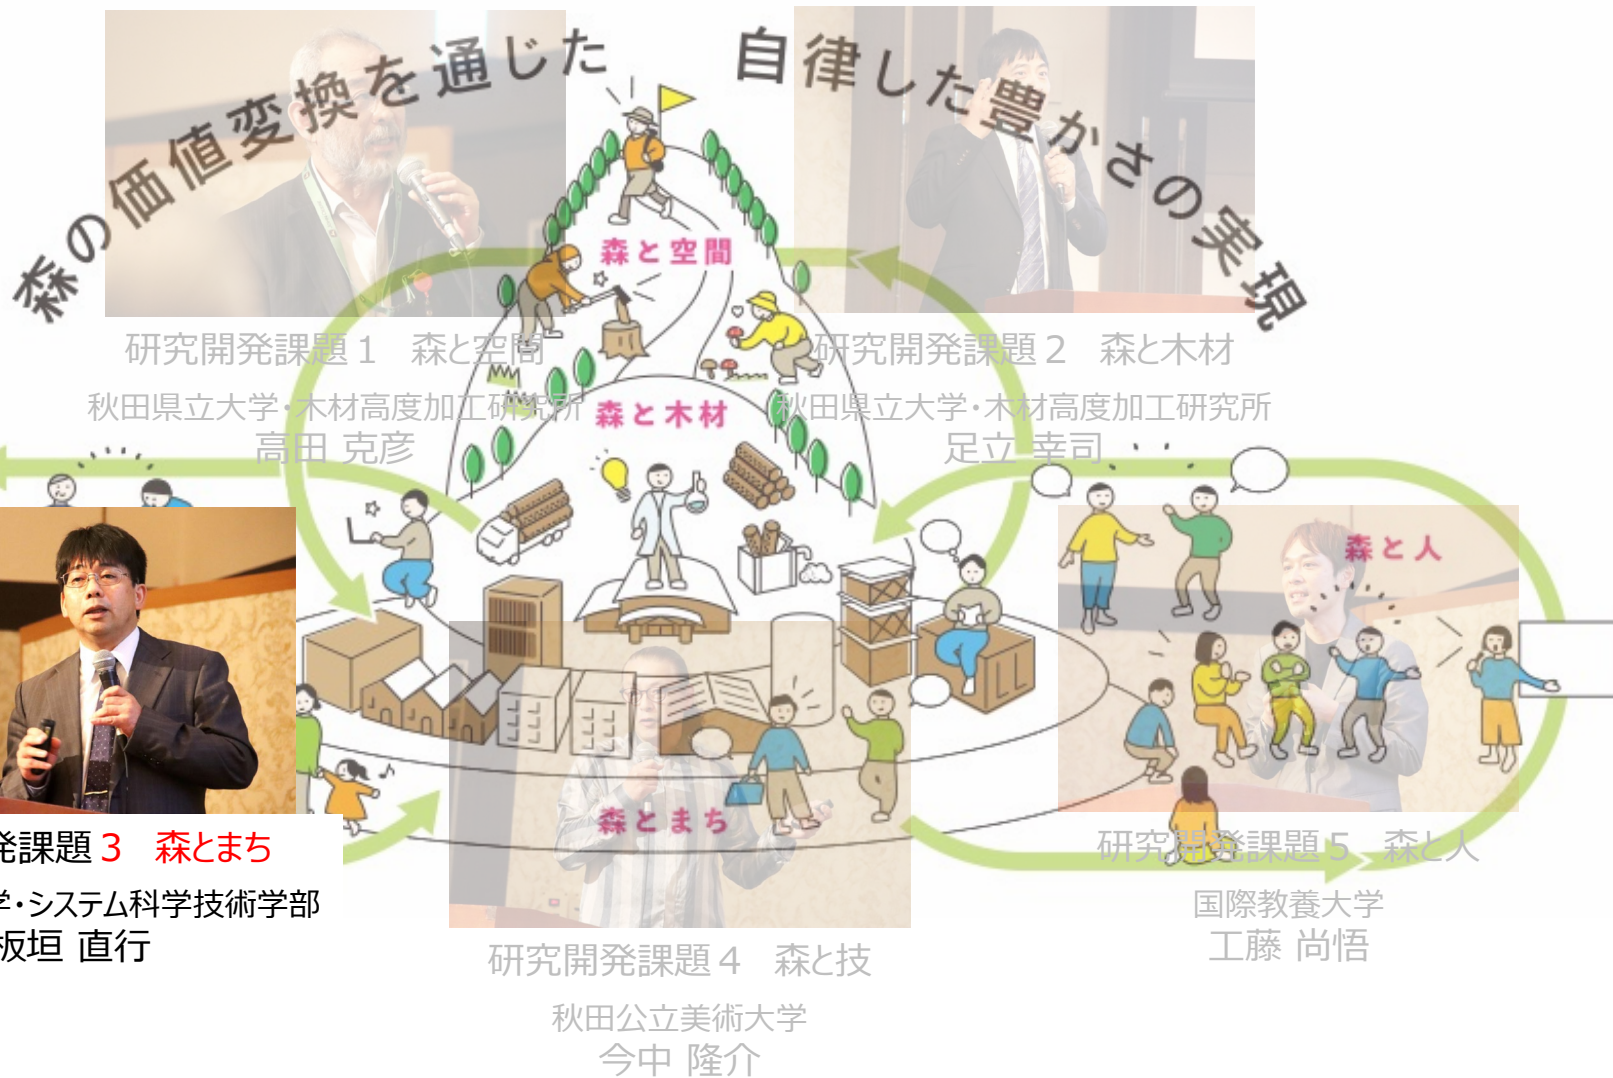 森の価値変換を通じた 自律した豊かさの実現
森と空間
研究開発課題1 森と空間
秋田県立大学・木材高度加工研究所
高田 克彦
研究開発課題2 森と木材
秋田県立大学・木材高度加工研究所
足立 幸司
森と木材
森と人
発課題3 森とまち
学・システム科学技術学部
板垣 直行
森とまち
研究開発課題4 森と技
秋田公立美術大学
今中 隆介
研究開発課題5 森と人
国際教養大学
工藤 尚悟